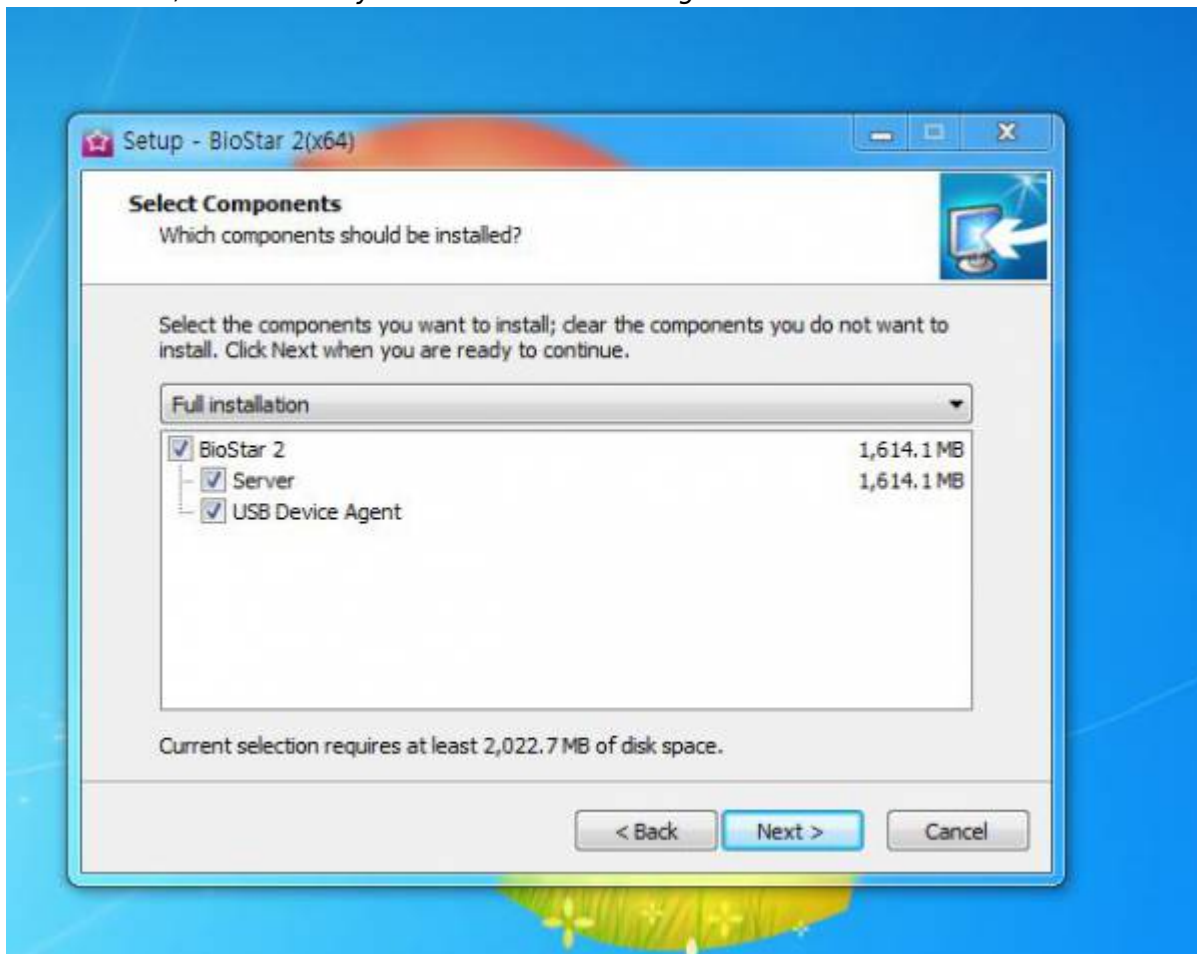 Setup - BioStar 2(x64)
Select Components
Which components should be installed?
Select the components you want to install; clear the components you do not want to
install. Click Next when you are ready to continue.
Full installation
BioStar 2 1,614.1 MB
Server 1,614.1 MB
USB Device Agent
Current selection requires at least 2,022.7 MB of disk space.
< Back Next > Cancel